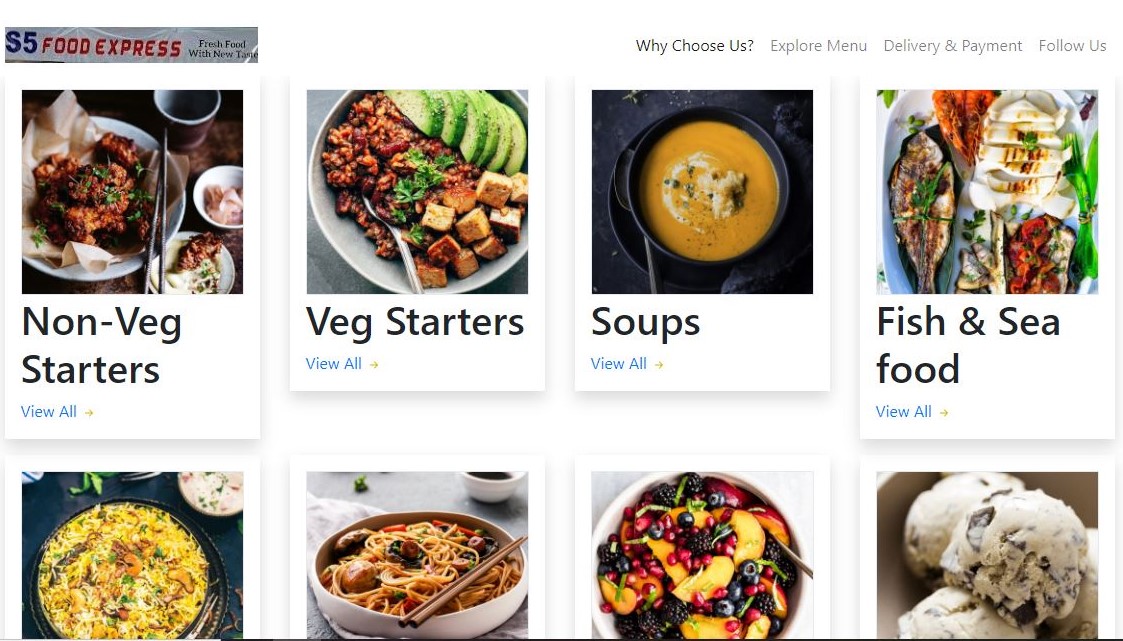 S5 FOOD EXPRESS
Fresh Food
With New Taste
Why Choose Us? Explore Menu Delivery & Payment Follow Us
Non-Veg
Starters
View All →
Veg Starters
View All →
Soups
View All →
Fish & Sea
food
View All →